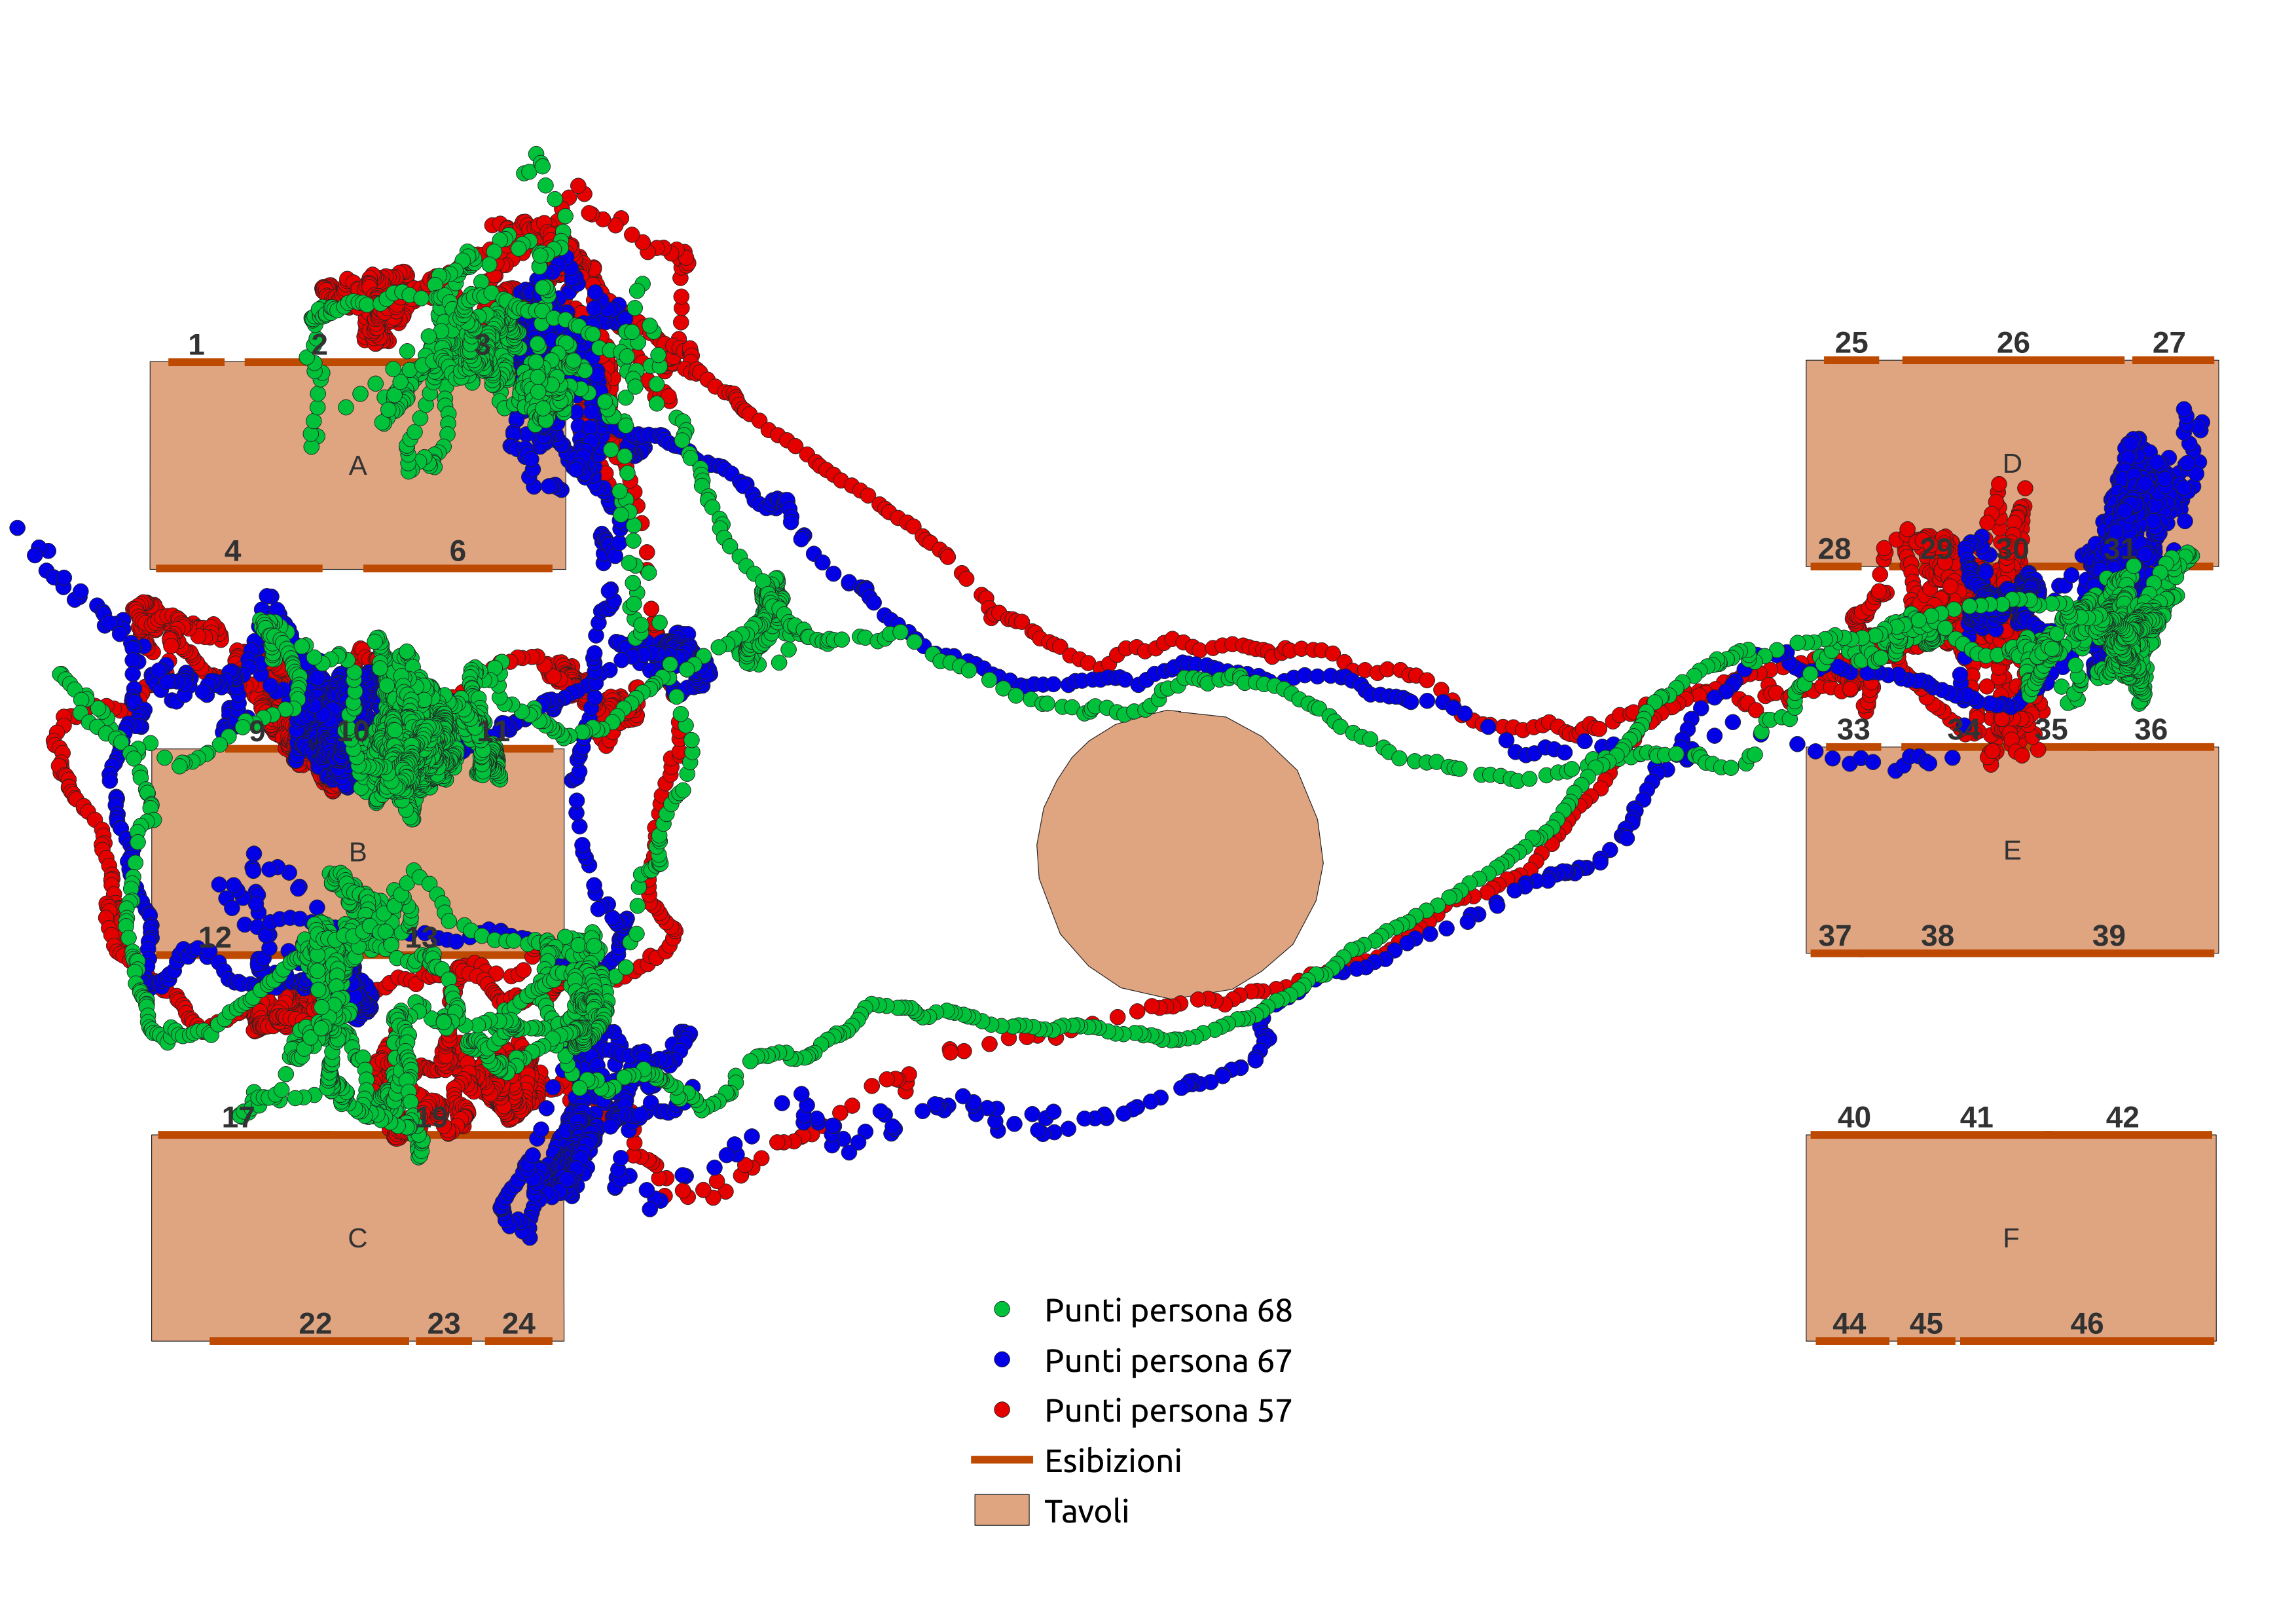 1 2 3
25 26 27
A
D
4 6
28 29 30 31
9 10 11
33 34 35 36
B
E
12 13
37 38 39
17 19
40 41 42
C
F
22 23 24
44 45 46
Punti persona 68
Punti persona 67
Punti persona 57
Esibizioni
Tavoli